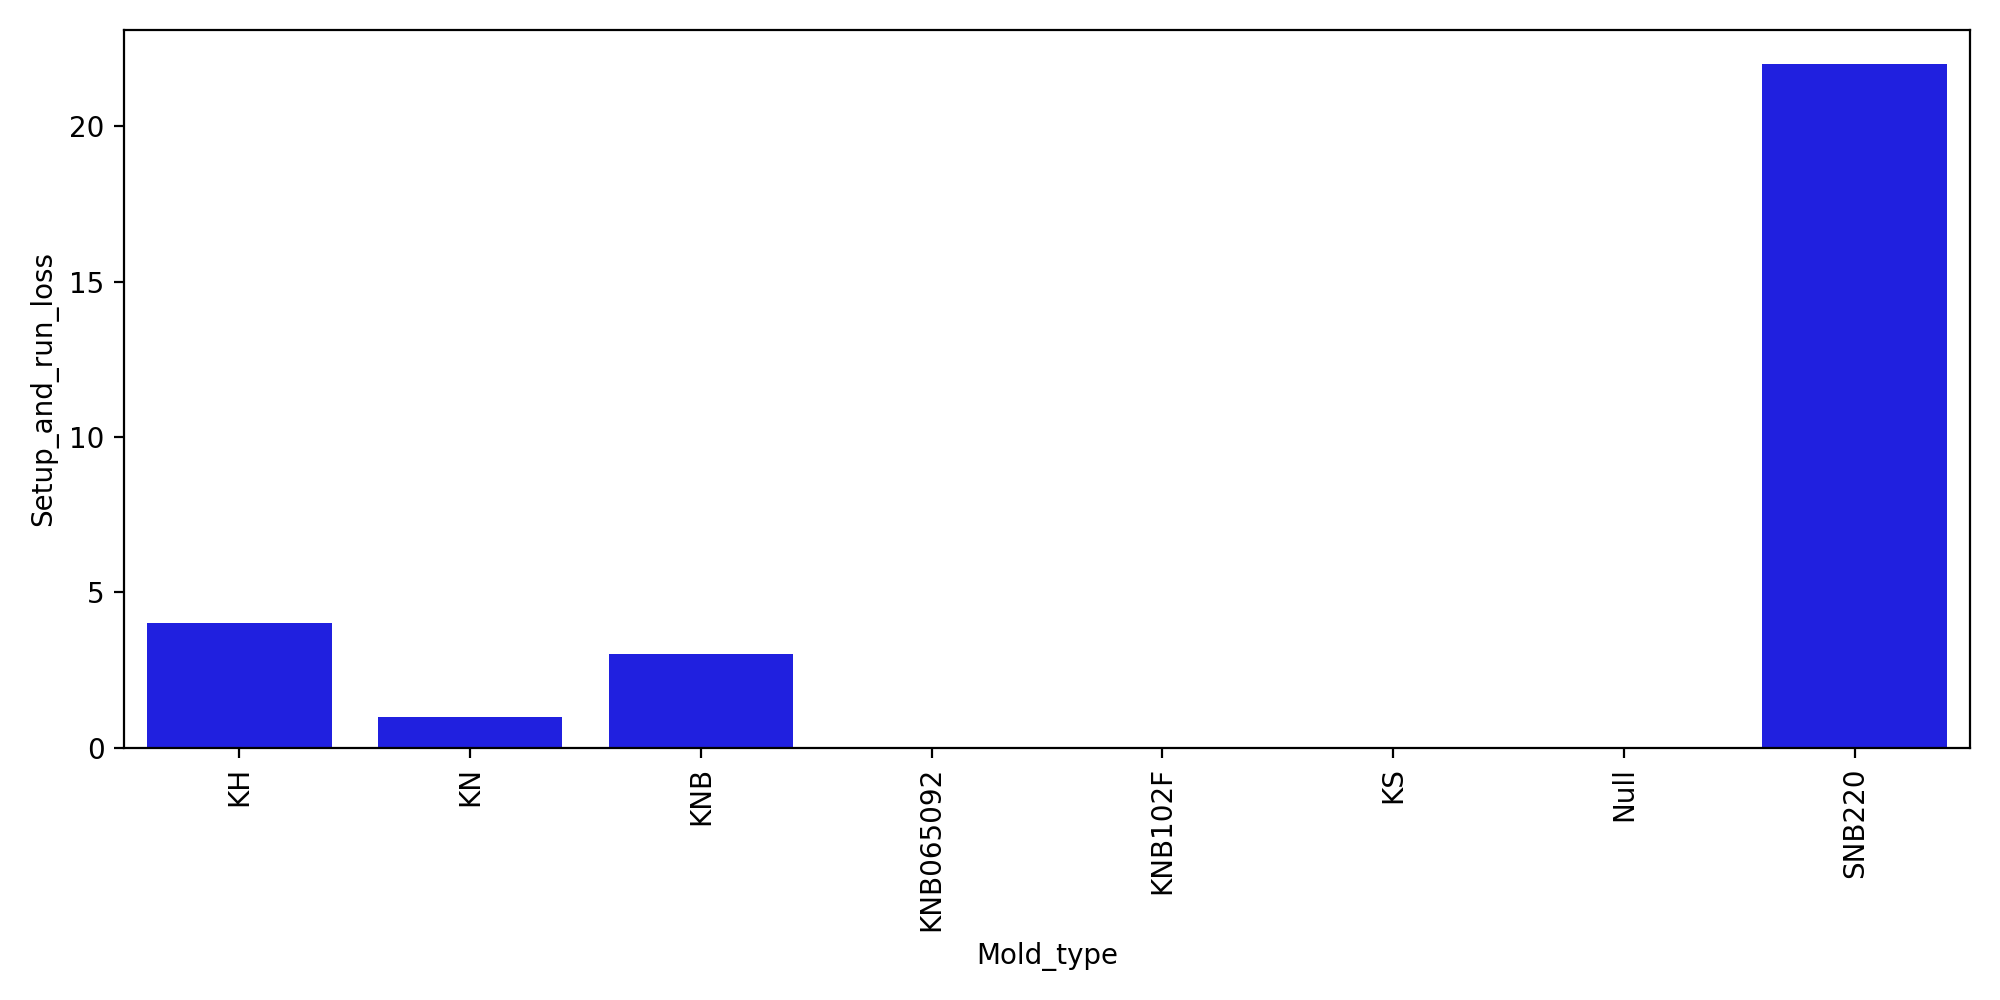 Setup_and_run_loss
20
15
10
5
0
KH
KN
KNB
KNB065092
KNB102F
KS
Null
SNB220
Mold_type